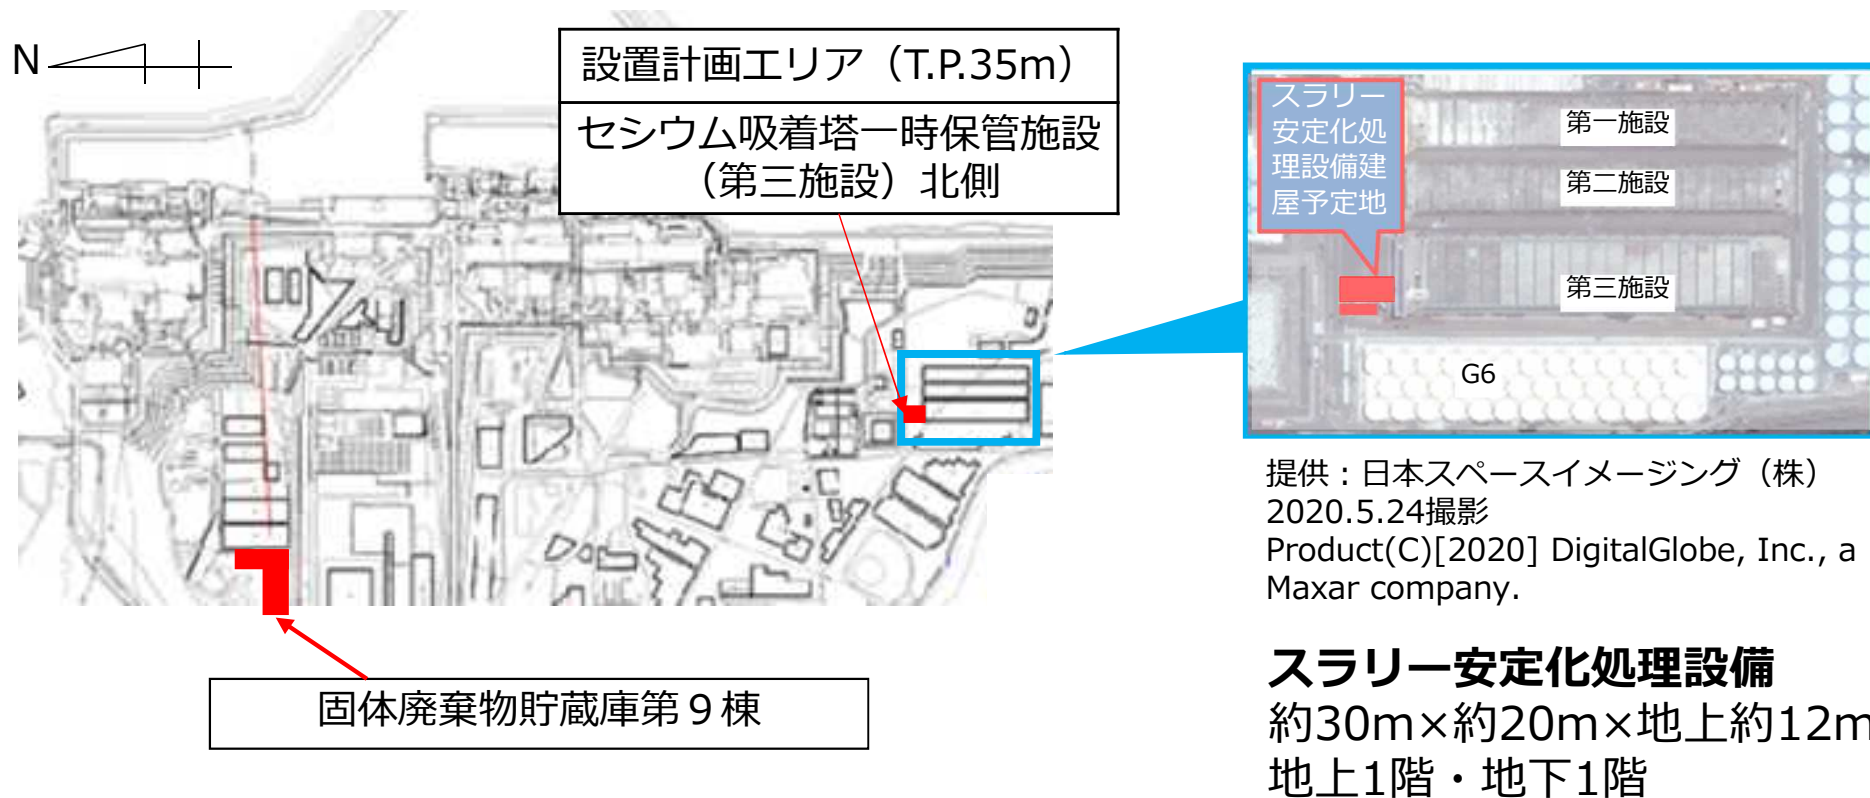 N
設置計画エリア（T.P.35m）
セシウム吸着塔一時保管施設
（第三施設）北側
スラリー
安定化処
理設備建
屋予定地
第一施設
第二施設
第三施設
G6
提供：日本スペースイメージング（株）
2020.5.24撮影
Product(C)[2020] DigitalGlobe, Inc., a
Maxar company.
スラリー安定化処理設備
約30m×約20m×地上約12m
地上1階・地下1階
固体廃棄物貯蔵庫第９棟